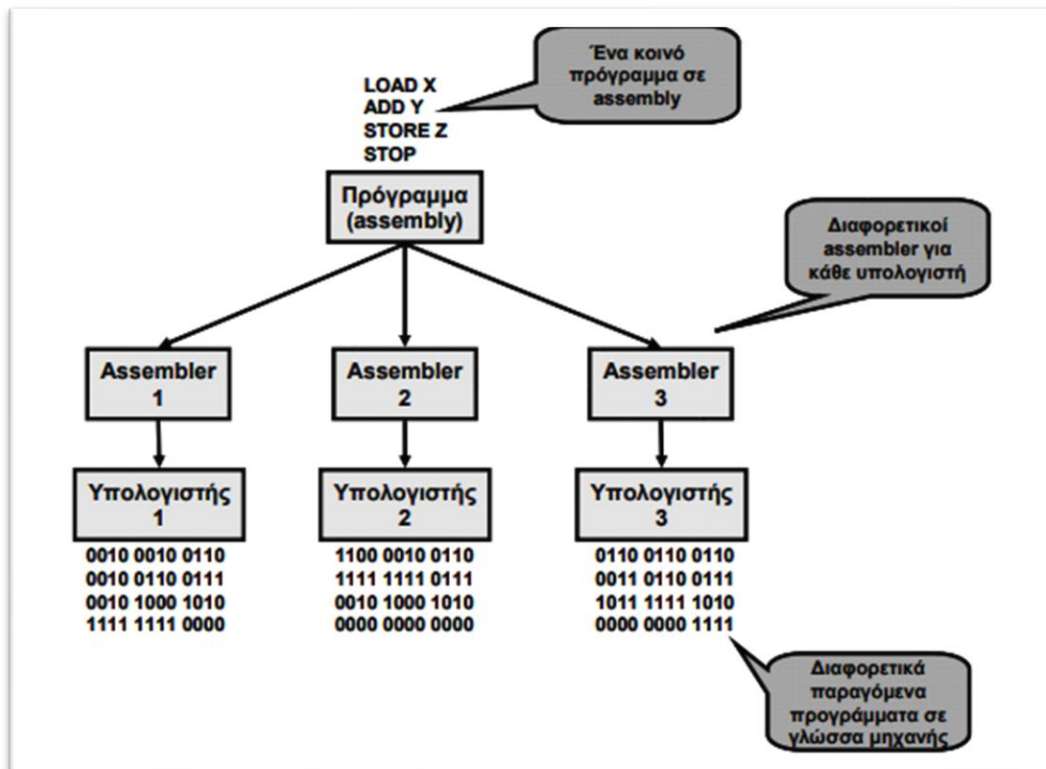 Ένα κοινό
πρόγραμμα σε
assembly
LOAD X
ADD Y
STORE Z
STOP
Πρόγραμμα
(assembly)
Διαφορετικοί
assembler για
κάθε υπολογιστή
Assembler
1
Assembler
2
Assembler
3
Υπολογιστής
1
Υπολογιστής
2
Υπολογιστής
3
0010 0010 0110
0010 0110 0111
0010 1000 1010
1111 1111 0000
1100 0010 0110
1111 1111 0111
0010 1000 1010
0000 0000 0000
0110 0110 0110
0011 0110 0111
1011 1111 1010
0000 0000 1111
Διαφορετικά
παραγόμενα
προγράμματα σε
γλώσσα μηχανής